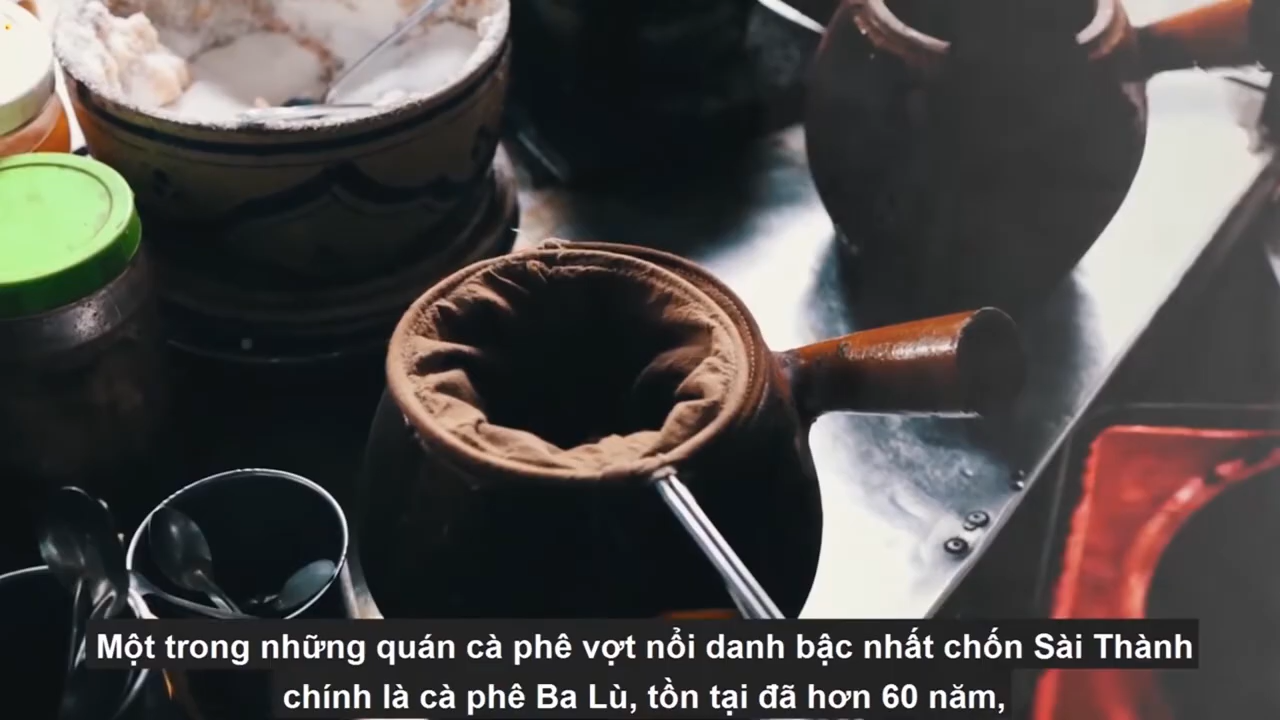 Một trong những quán cà phê vợt nổi danh bậc nhất chốn Sài Thành
chính là cà phê Ba Lù, tồn tại đã hơn 60 năm,